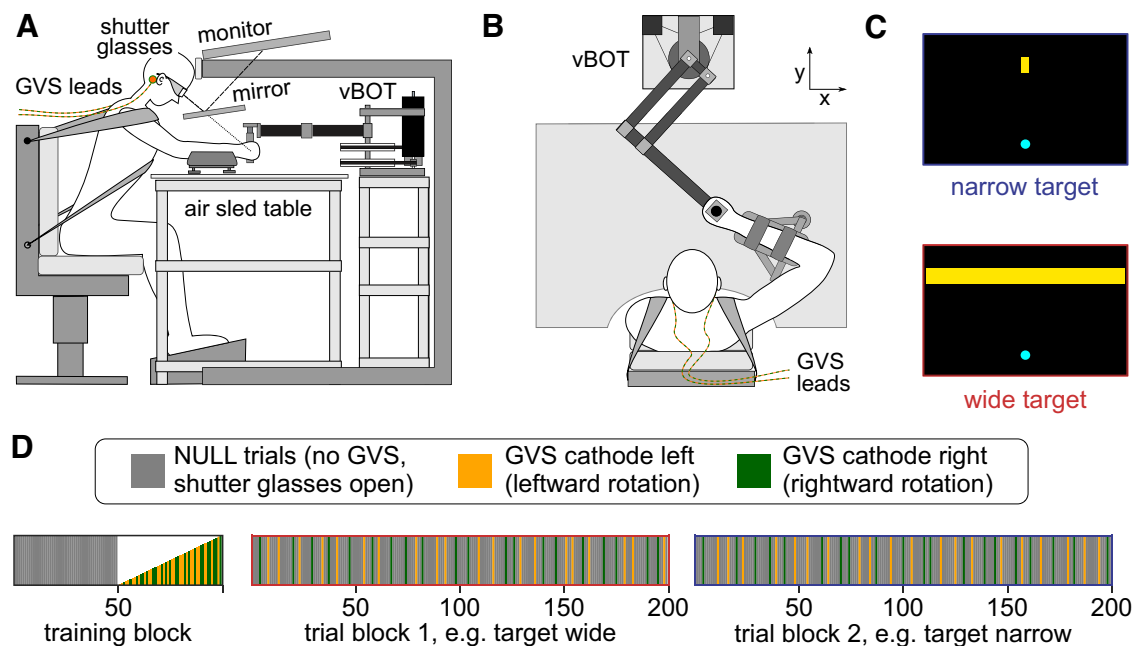 A
shutter
glasses
monitor
GVS leads
mirror
vBOT
air sled table
B
vBOT
y
x
GVS
leads
C
narrow target
wide target
D
NULL trials (no GVS,
shutter glasses open)
GVS cathode left
(leftward rotation)
GVS cathode right
(rightward rotation)
50
training block
50
100
150
200
trial block 1, e.g. target wide
50
100
150
200
trial block 2, e.g. target narrow